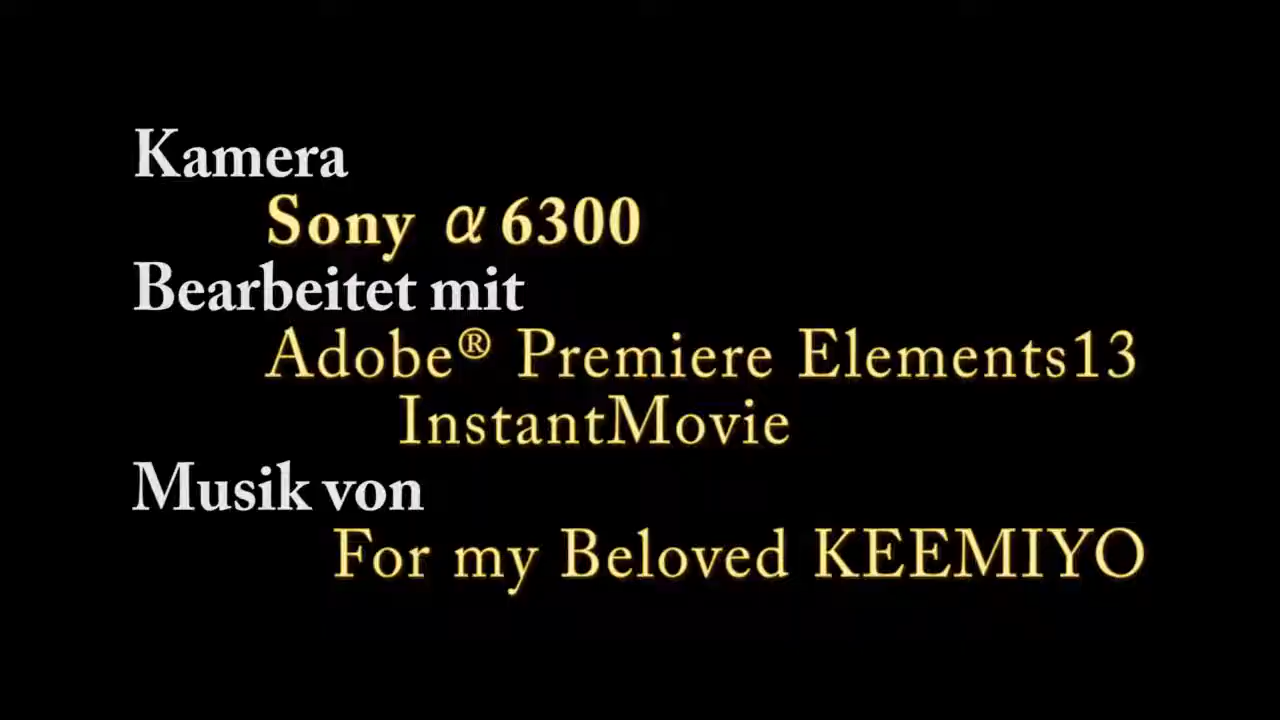 Kamera
Sony α6300
Bearbeitet mit
Adobe® Premiere Elements13
InstantMovie
Musik von
For my Beloved KEEMIYO